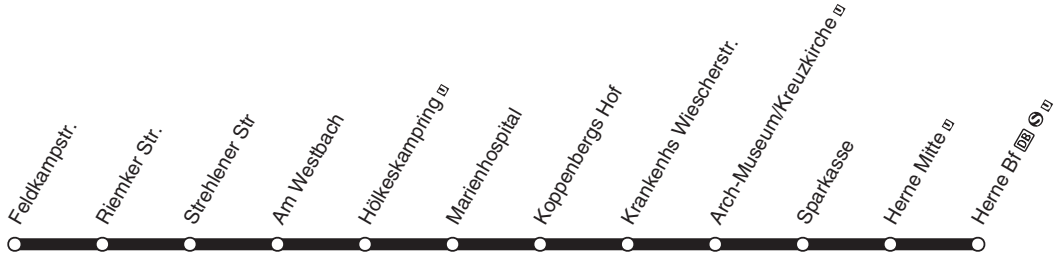 Feldkampstr.
Riemker Str.
Strehlener Str
Am Westbach
Hölkeskampring U
Marienhospital
Koppenbergs Hof
Krankenhs Wiescherstr.
Arch-Museum/Kreuzkirche U
Sparkasse
Herne Mitte U
Herne Bf DB S U